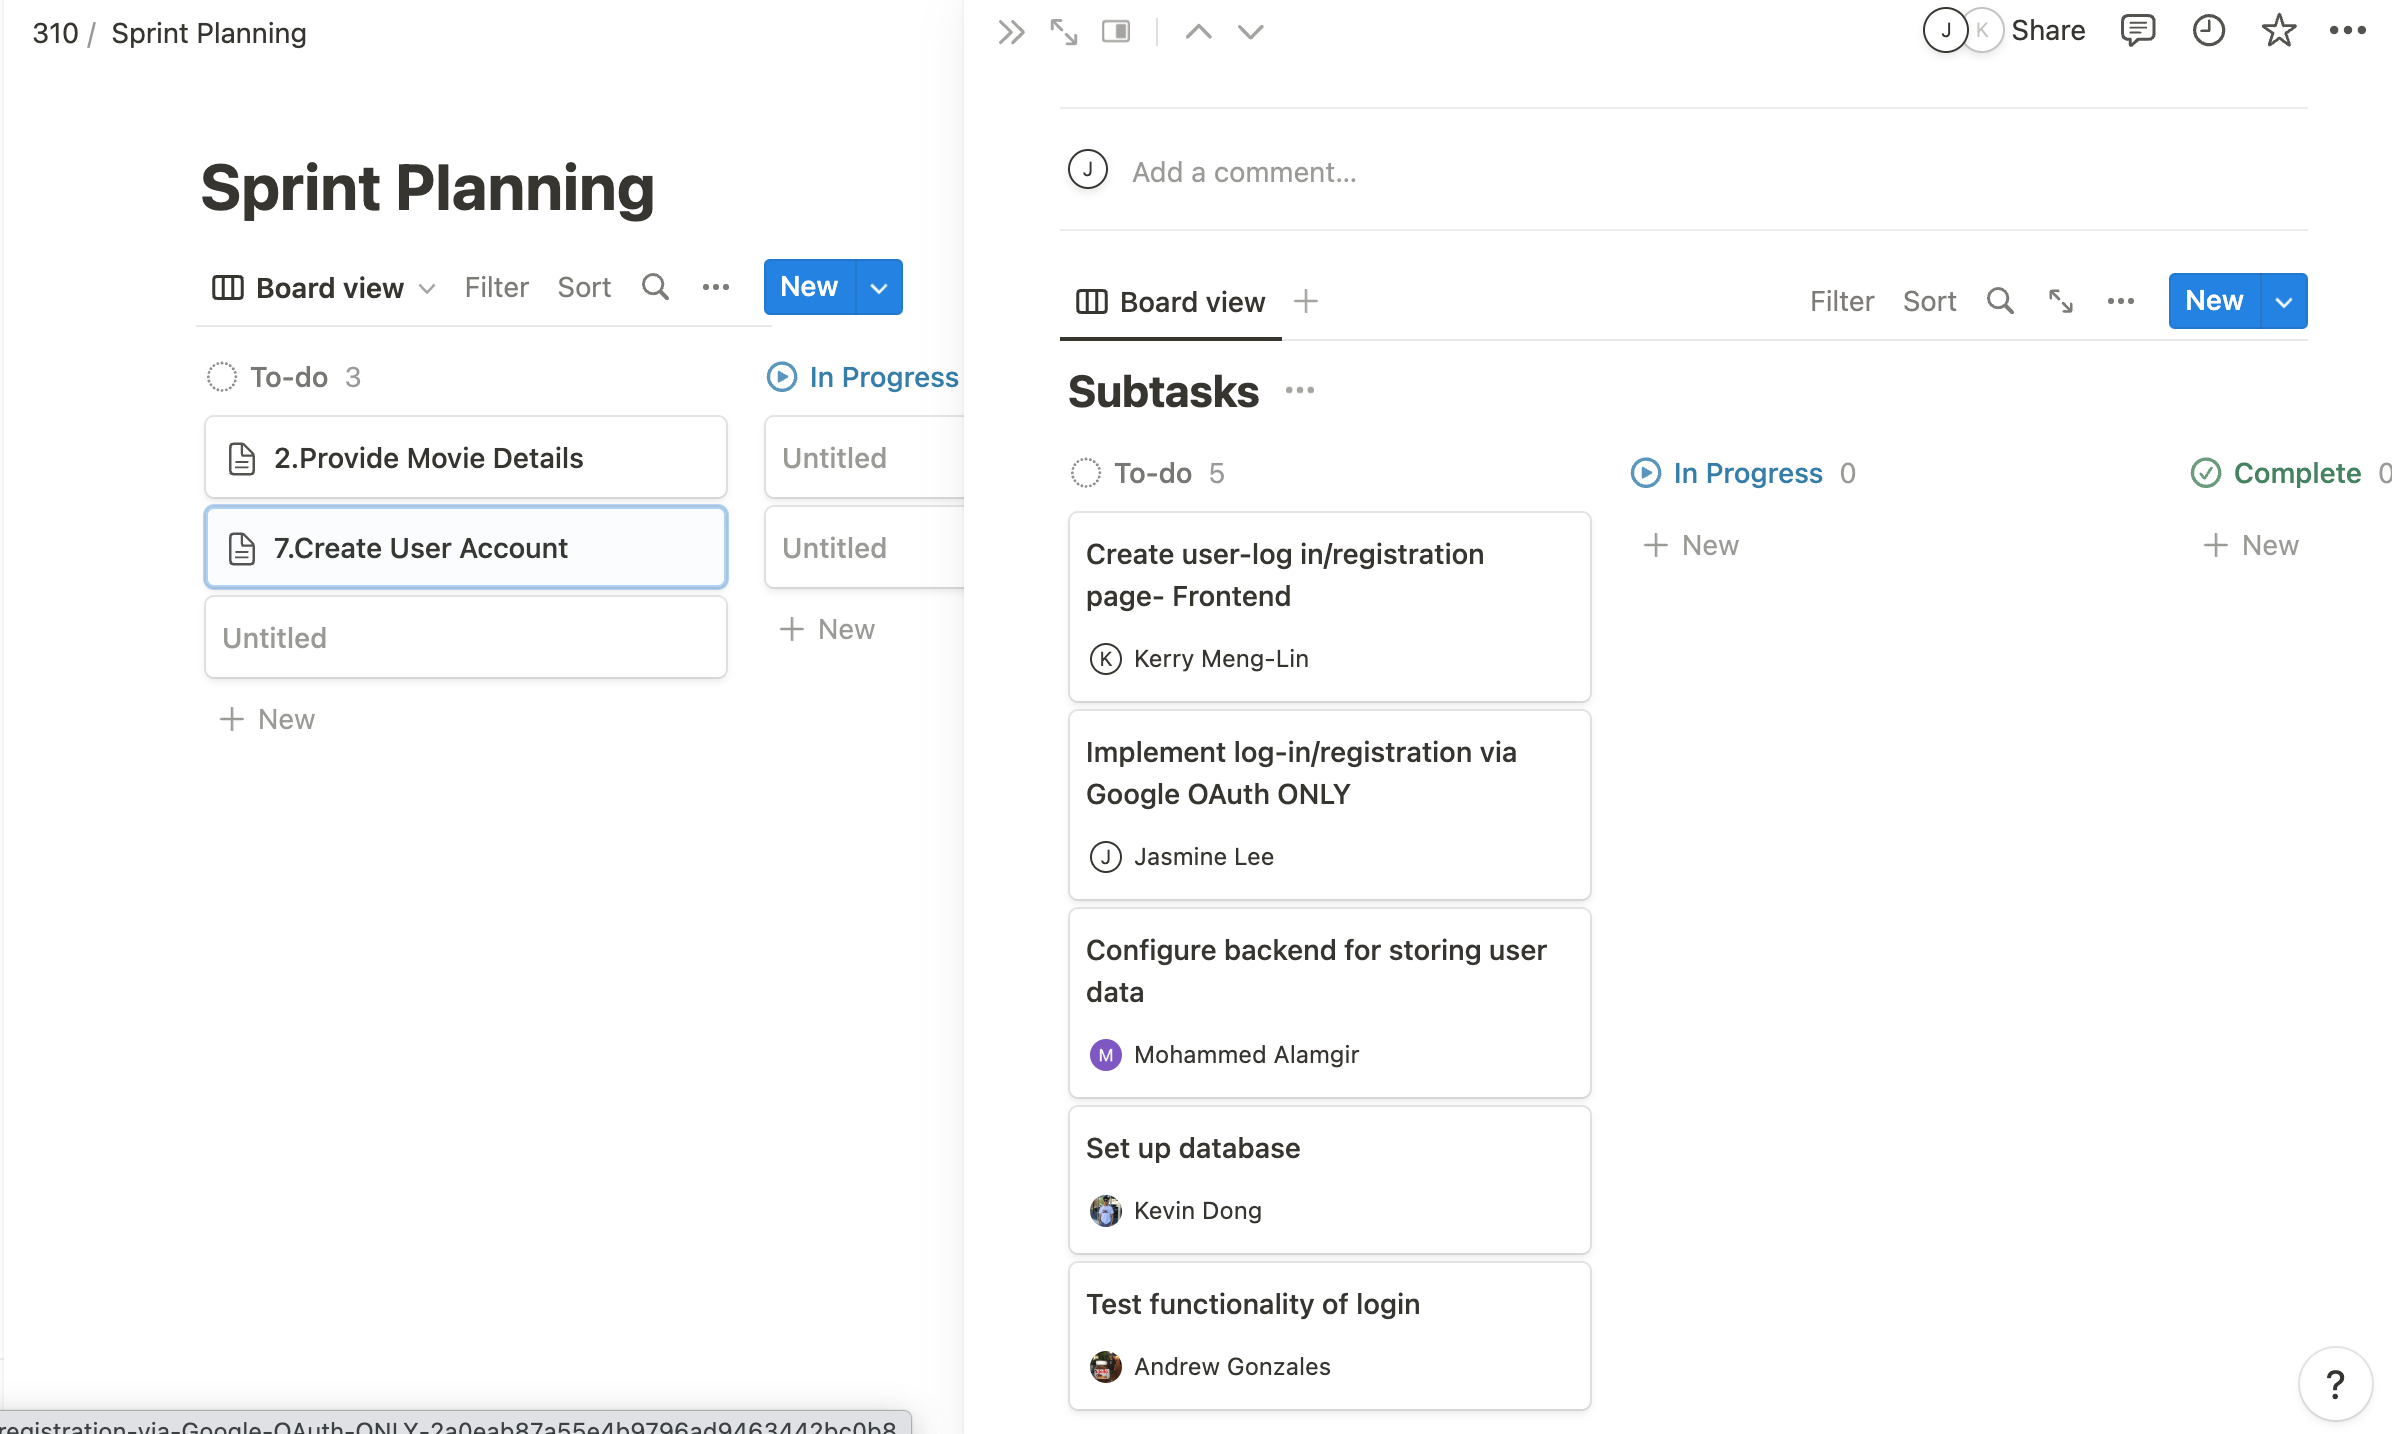 310 / Sprint Planning
Sprint Planning
Board view Filter Sort New
To-do 3
2.Provide Movie Details
7.Create User Account
Untitled
New
In Progress
Untitled
Untitled
New
J K Share
J Add a comment...
Board view
Filter Sort New
Subtasks
To-do 5
Create user-log in/registration
page- Frontend
K Kerry Meng-Lin
Implement log-in/registration via
Google OAuth ONLY
J Jasmine Lee
Configure backend for storing user
data
M Mohammed Alamgir
Set up database
Kevin Dong
Test functionality of login
Andrew Gonzales
In Progress 0
New
Complete 0
New
?
registration-via-Google-OAuth-ONLY-2a0eab87a55e4b9796ad9463442bc0b8